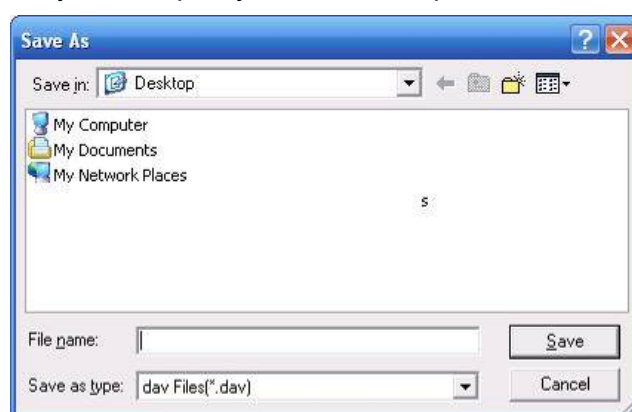 Save As
Save in: Desktop
My Computer
My Documents
My Network Places
s
File name: Save
Save as type: dav Files(*.dav) Cancel